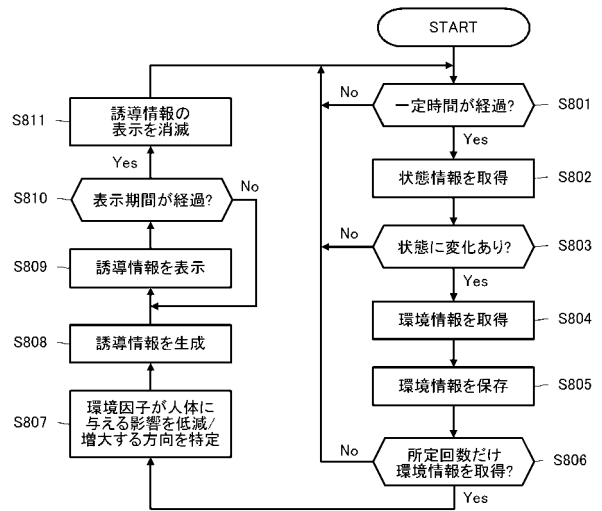 START
一定時間が経過?
S801
No
Yes
状態情報を取得
S802
状態に変化あり?
S803
No
Yes
環境情報を取得
S804
環境情報を保存
S805
所定回数だけ
環境情報を取得?
S806
No
Yes
環境因子が人体に
与える影響を低減/
増大する方向を特定
S807
誘導情報を生成
S808
誘導情報を表示
S809
表示期間が経過?
S810
No
Yes
誘導情報の
表示を消滅
S811